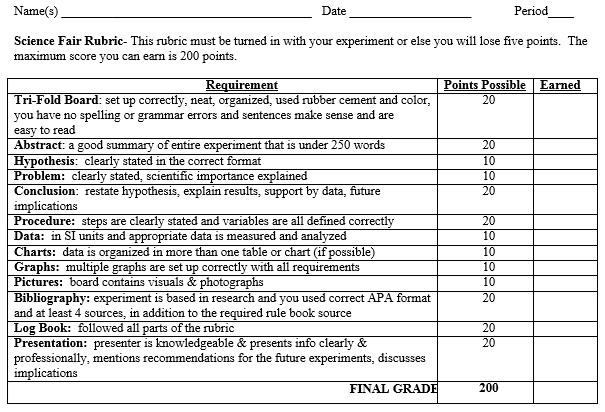 Name(s) ________________________________________ Date ____________________ Period____
Science Fair Rubric- This rubric must be turned in with your experiment or else you will lose five points. The
maximum score you can earn is 200 points.
Requirement Points Possible Earned
Tri-Fold Board: set up correctly, neat, organized, used rubber cement and color, 20
you have no spelling or grammar errors and sentences make sense and are
easy to read
Abstract: a good summary of entire experiment that is under 250 words 20
Hypothesis: clearly stated in the correct format 10
Problem: clearly stated, scientific importance explained 10
Conclusion: restate hypothesis, explain results, support by data, future 20
implications
Procedure: steps are clearly stated and variables are all defined correctly 20
Data: in SI units and appropriate data is measured and analyzed 10
Charts: data is organized in more than one table or chart (if possible) 10
Graphs: multiple graphs are set up correctly with all requirements 10
Pictures: board contains visuals & photographs 10
Bibliography: experiment is based in research and you used correct APA format 20
and at least 4 sources, in addition to the required rule book source
Log Book: followed all parts of the rubric 20
Presentation: presenter is knowledgeable & presents info clearly & 20
professionally, mentions recommendations for the future experiments, discusses
implications
FINAL GRADE 200